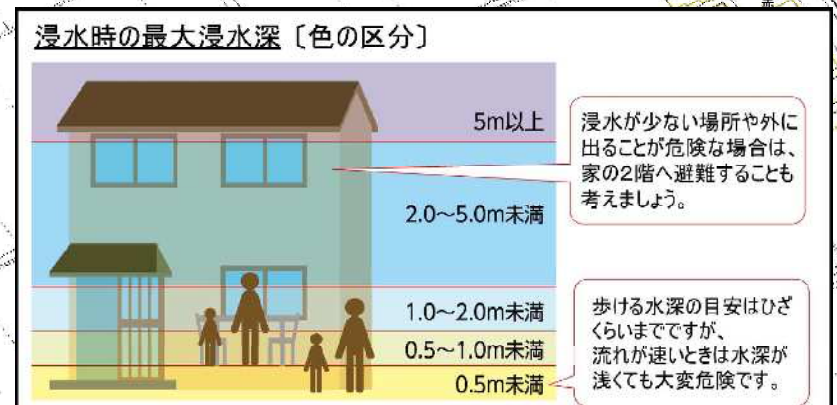 浸水時の最大浸水深〔色の区分〕
5m以上
浸水が少ない場所や外に
出ることが危険な場合は、
家の2階へ避難することも
考えましょう。
2.0～5.0m未満
1.0～2.0m未満
0.5～1.0m未満
0.5m未満
歩ける水深の目安はひざ
くらいまでですが、
流れが速いときは水深が
浅くても大変危険です。